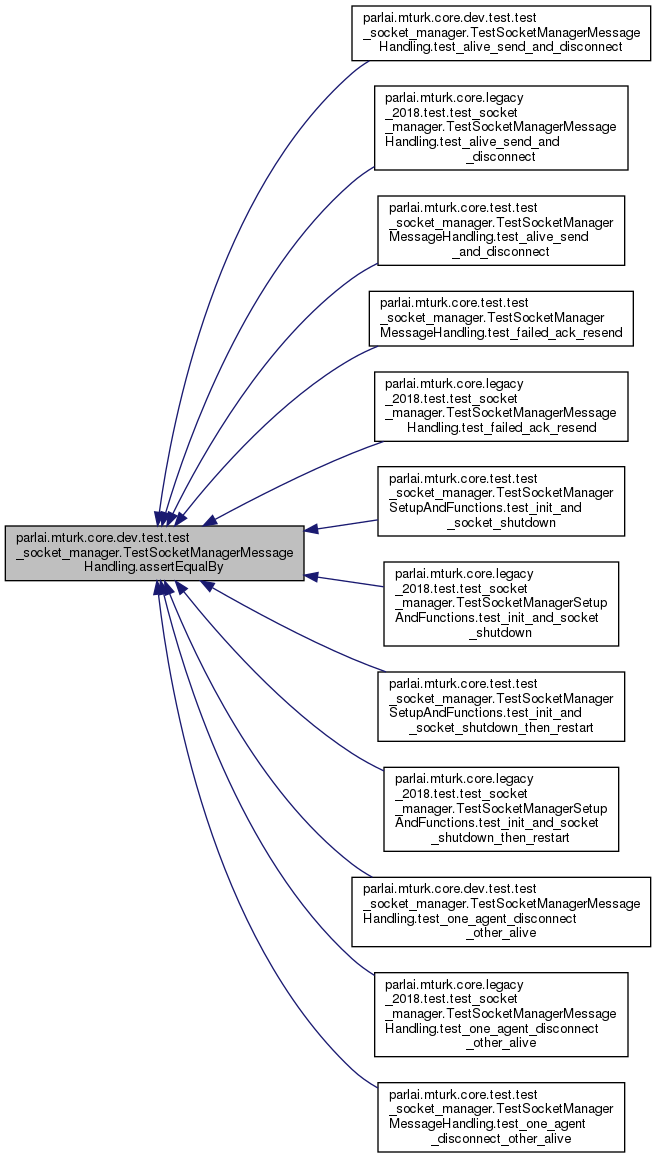 parlai.mturk.core.dev.test.test
_socket_manager.TestSocketManagerMessage
Handling.test_alive_send_and_disconnect
parlai.mturk.core.legacy
_2018.test.test_socket
_manager.TestSocketManagerMessage
Handling.test_alive_send_and
_disconnect
parlai.mturk.core.test.test
_socket_manager.TestSocketManager
MessageHandling.test_alive_send
_and_disconnect
parlai.mturk.core.test.test
_socket_manager.TestSocketManager
MessageHandling.test_failed_ack_resend
parlai.mturk.core.legacy
_2018.test.test_socket
_manager.TestSocketManagerMessage
Handling.test_failed_ack_resend
parlai.mturk.core.test.test
_socket_manager.TestSocketManager
SetupAndFunctions.test_init_and
_socket_shutdown
parlai.mturk.core.dev.test.test
_socket_manager.TestSocketManagerMessage
Handling.assertEqualBy
parlai.mturk.core.legacy
_2018.test.test_socket
_manager.TestSocketManagerSetup
AndFunctions.test_init_and_socket
_shutdown
parlai.mturk.core.test.test
_socket_manager.TestSocketManager
SetupAndFunctions.test_init_and
_socket_shutdown_then_restart
parlai.mturk.core.legacy
_2018.test.test_socket
_manager.TestSocketManagerSetup
AndFunctions.test_init_and_socket
_shutdown_then_restart
parlai.mturk.core.dev.test.test
_socket_manager.TestSocketManagerMessage
Handling.test_one_agent_disconnect
_other_alive
parlai.mturk.core.legacy
_2018.test.test_socket
_manager.TestSocketManagerMessage
Handling.test_one_agent_disconnect
_other_alive
parlai.mturk.core.test.test
_socket_manager.TestSocketManager
MessageHandling.test_one_agent
_disconnect_other_alive